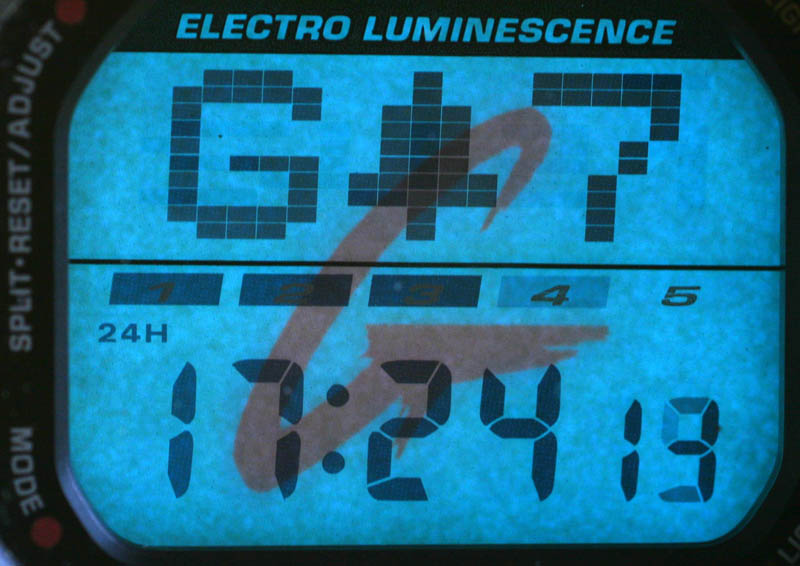 ELECTRO LUMINESCENCE
SPLIT·RESET/ADJUST
G 7
1 2 3 4 5
24H
17:24 19
MODE